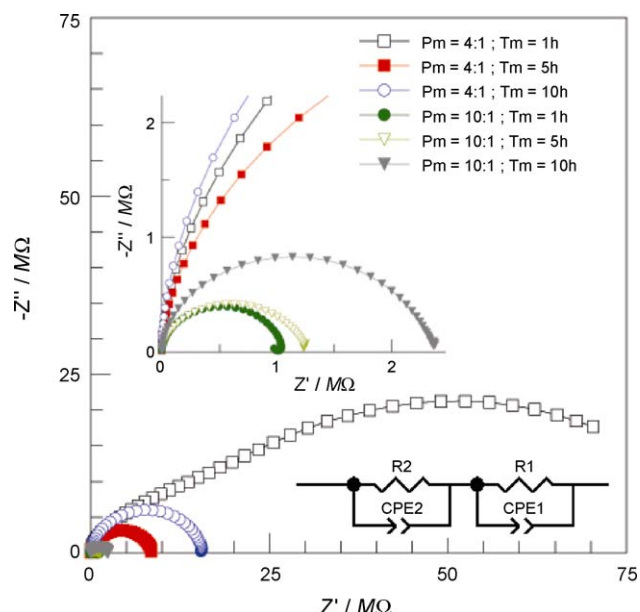 75
Pm = 4:1 ; Tm = 1h
Pm = 4:1 ; Tm = 5h
Pm = 4:1 ; Tm = 10h
Pm = 10:1 ; Tm = 1h
Pm = 10:1 ; Tm = 5h
Pm = 10:1 ; Tm = 10h
2
1
0
-Z'' / MΩ
0 1 2
Z' / MΩ
50
-Z'' / MΩ
25
R2 R1
CPE2 CPE1
0
0 25 50 75
Z' / MΩ